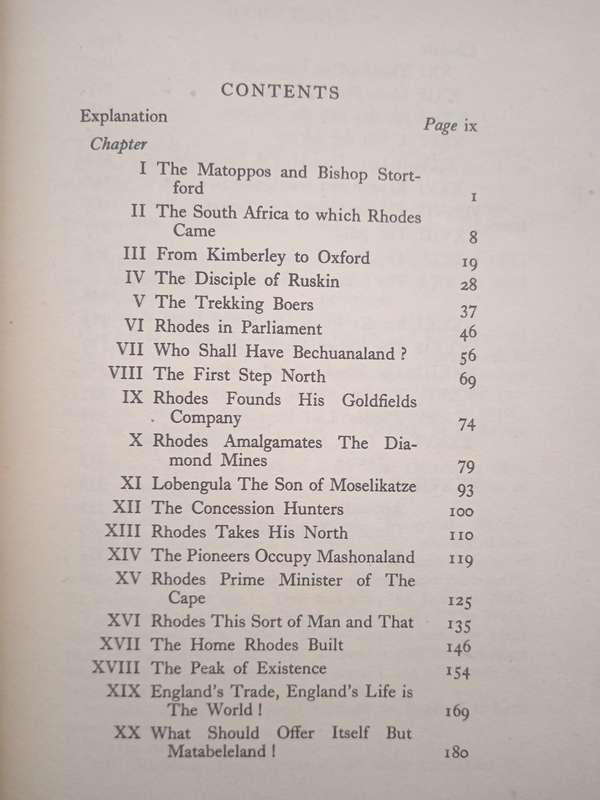 CONTENTS
Explanation Page ix
Chapter
I The Matoppos and Bishop Stort-
ford 1
II The South Africa to which Rhodes
Came 8
III From Kimberley to Oxford 19
IV The Disciple of Ruskin 28
V The Trekking Boers 37
VI Rhodes in Parliament 46
VII Who Shall Have Bechuanaland ? 56
VIII The First Step North 69
IX Rhodes Founds His Goldfields
Company 74
X Rhodes Amalgamates The Dia-
mond Mines 79
XI Lobengula The Son of Moselikatze 93
XII The Concession Hunters 100
XIII Rhodes Takes His North 110
XIV The Pioneers Occupy Mashonaland 119
XV Rhodes Prime Minister of The
Cape 125
XVI Rhodes This Sort of Man and That 135
XVII The Home Rhodes Built 146
XVIII The Peak of Existence 154
XIX England's Trade, England's Life is
The World ! 169
XX What Should Offer Itself But
Matabeleland ! 180